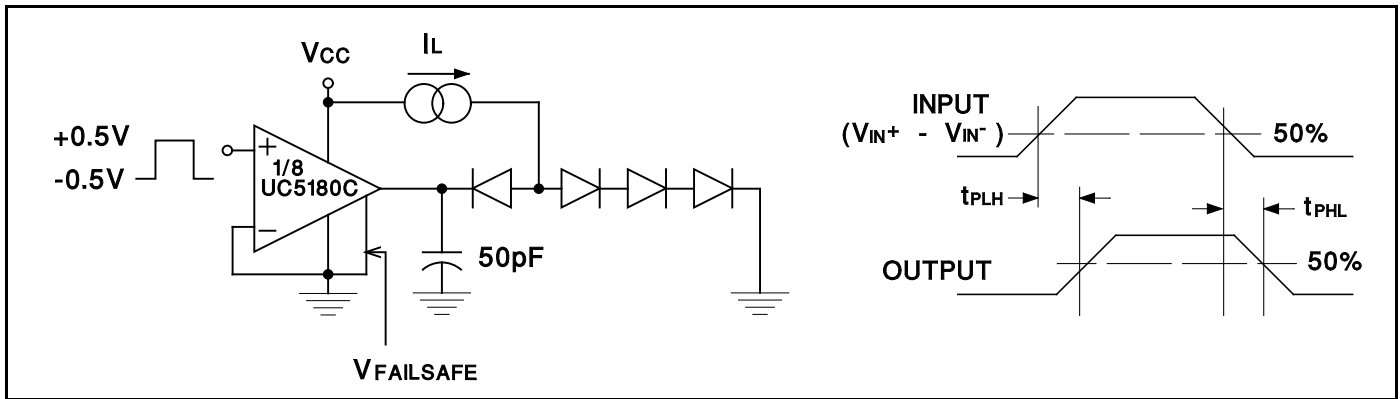 VCC
IL
+0.5V
-0.5V
+
1/8
UC5180C
−
50pF
VFAILSAFE
INPUT
(VIN+ - VIN-)
50%
tPLH
tPHL
OUTPUT
50%